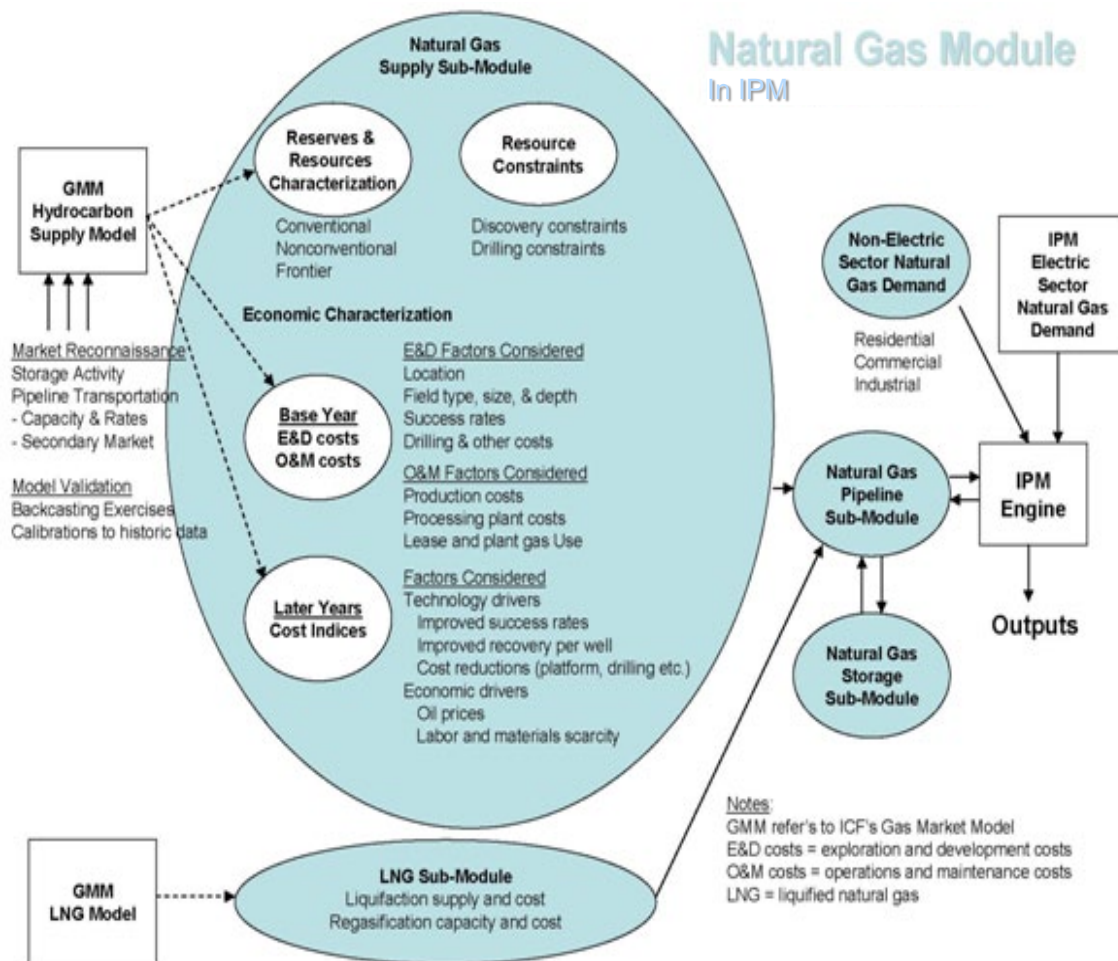 Natural Gas Module
In IPM
Natural Gas
Supply Sub-Module
Reserves &
Resources
Characterization
Conventional
Nonconventional
Frontier
Resource
Constraints
Discovery constraints
Drilling constraints
GMM
Hydrocarbon
Supply Model
Market Reconnaissance
Storage Activity
Pipeline Transportation
- Capacity & Rates
- Secondary Market
Model Validation
Backcasting Exercises
Calibrations to historic data
Economic Characterization
Base Year
E&D costs
O&M costs
E&D Factors Considered
Location
Field type, size, & depth
Success rates
Drilling & other costs
O&M Factors Considered
Production costs
Processing plant costs
Lease and plant gas Use
Later Years
Cost Indices
Factors Considered
Technology drivers
Improved success rates
Improved recovery per well
Cost reductions (platform, drilling etc.)
Economic drivers
Oil prices
Labor and materials scarcity
Non-Electric
Sector Natural
Gas Demand
Residential
Commercial
Industrial
IPM
Electric
Sector
Natural Gas
Demand
Natural Gas
Pipeline
Sub-Module
IPM
Engine
Natural Gas
Storage
Sub-Module
Outputs
GMM
LNG Model
LNG Sub-Module
Liquifaction supply and cost
Regasification capacity and cost
Notes:
GMM refer's to ICF's Gas Market Model
E&D costs = exploration and development costs
O&M costs = operations and maintenance costs
LNG = liquified natural gas